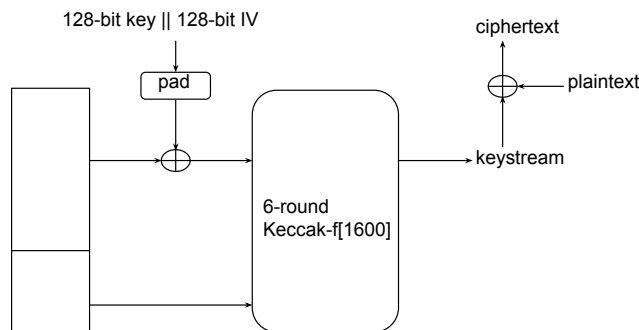 128-bit key || 128-bit IV
ciphertext
pad
plaintext
keystream
6-round
Keccak-f[1600]